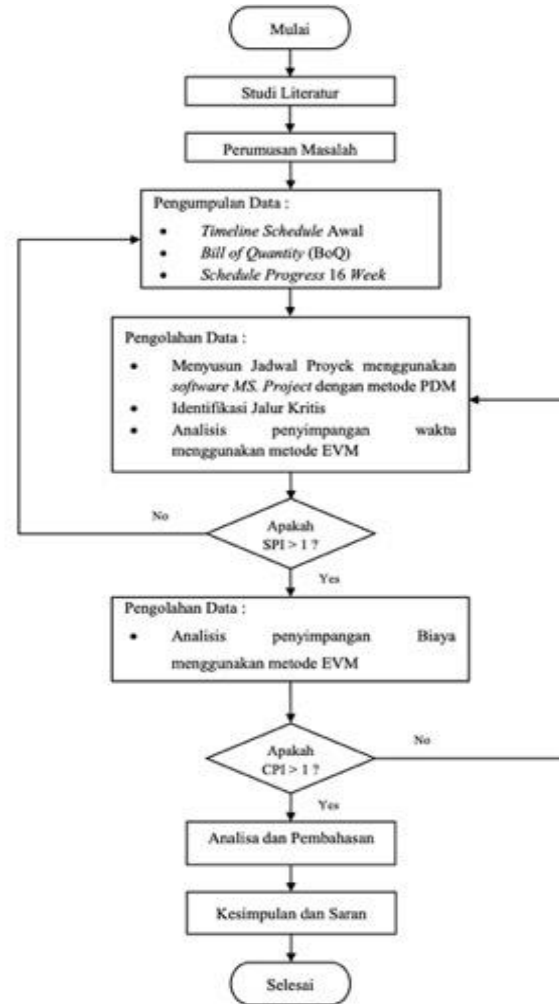 Mulai
Studi Literatur
Perumusan Masalah
Pengumpulan Data :
• Timeline Schedule Awal
• Bill of Quantity (BoQ)
• Schedule Progress 16 Week
Pengolahan Data :
• Menyusun Jadwal Proyek menggunakan
software MS. Project dengan metode PDM
• Identifikasi Jalur Kritis
• Analisis penyimpangan waktu
menggunakan metode EVM
No
Apakah
SPI > 1 ?
Yes
Pengolahan Data :
• Analisis penyimpangan Biaya
menggunakan metode EVM
Apakah
CPI > 1 ?
No
Yes
Analisa dan Pembahasan
Kesimpulan dan Saran
Selesai